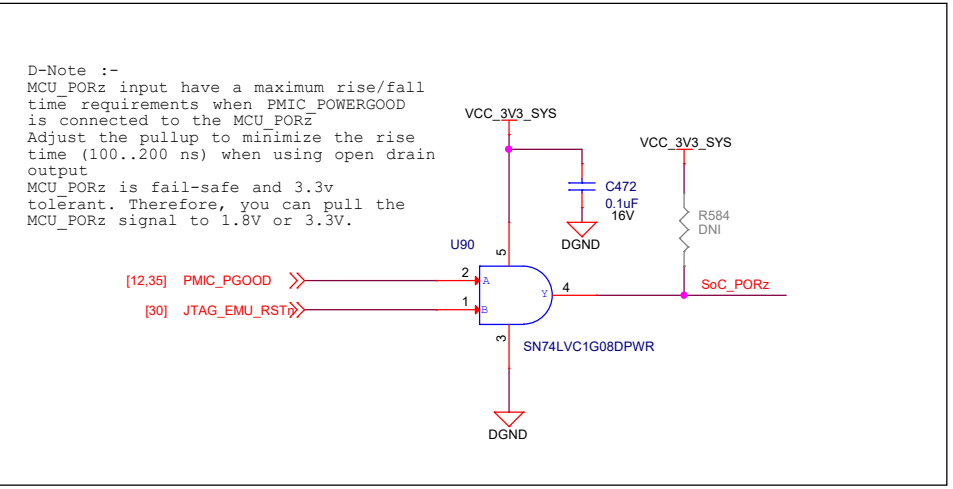 D-Note :-
MCU_PORz input have a maximum rise/fall
time requirements when PMIC_POWERGOOD
is connected to the MCU_PORz
Adjust the pullup to minimize the rise
time (100..200 ns) when using open drain
output
MCU_PORz is fail-safe and 3.3v
tolerant. Therefore, you can pull the
MCU_PORz signal to 1.8V or 3.3V.
VCC_3V3_SYS
VCC_3V3_SYS
C472
0.1uF
16V
DGND
R584
DNI
U90
5
[12,35] PMIC_PGOOD
2
A
[30] JTAG_EMU_RSTn
1
B
Y
4
SoC_PORz
3
SN74LVC1G08DPWR
DGND